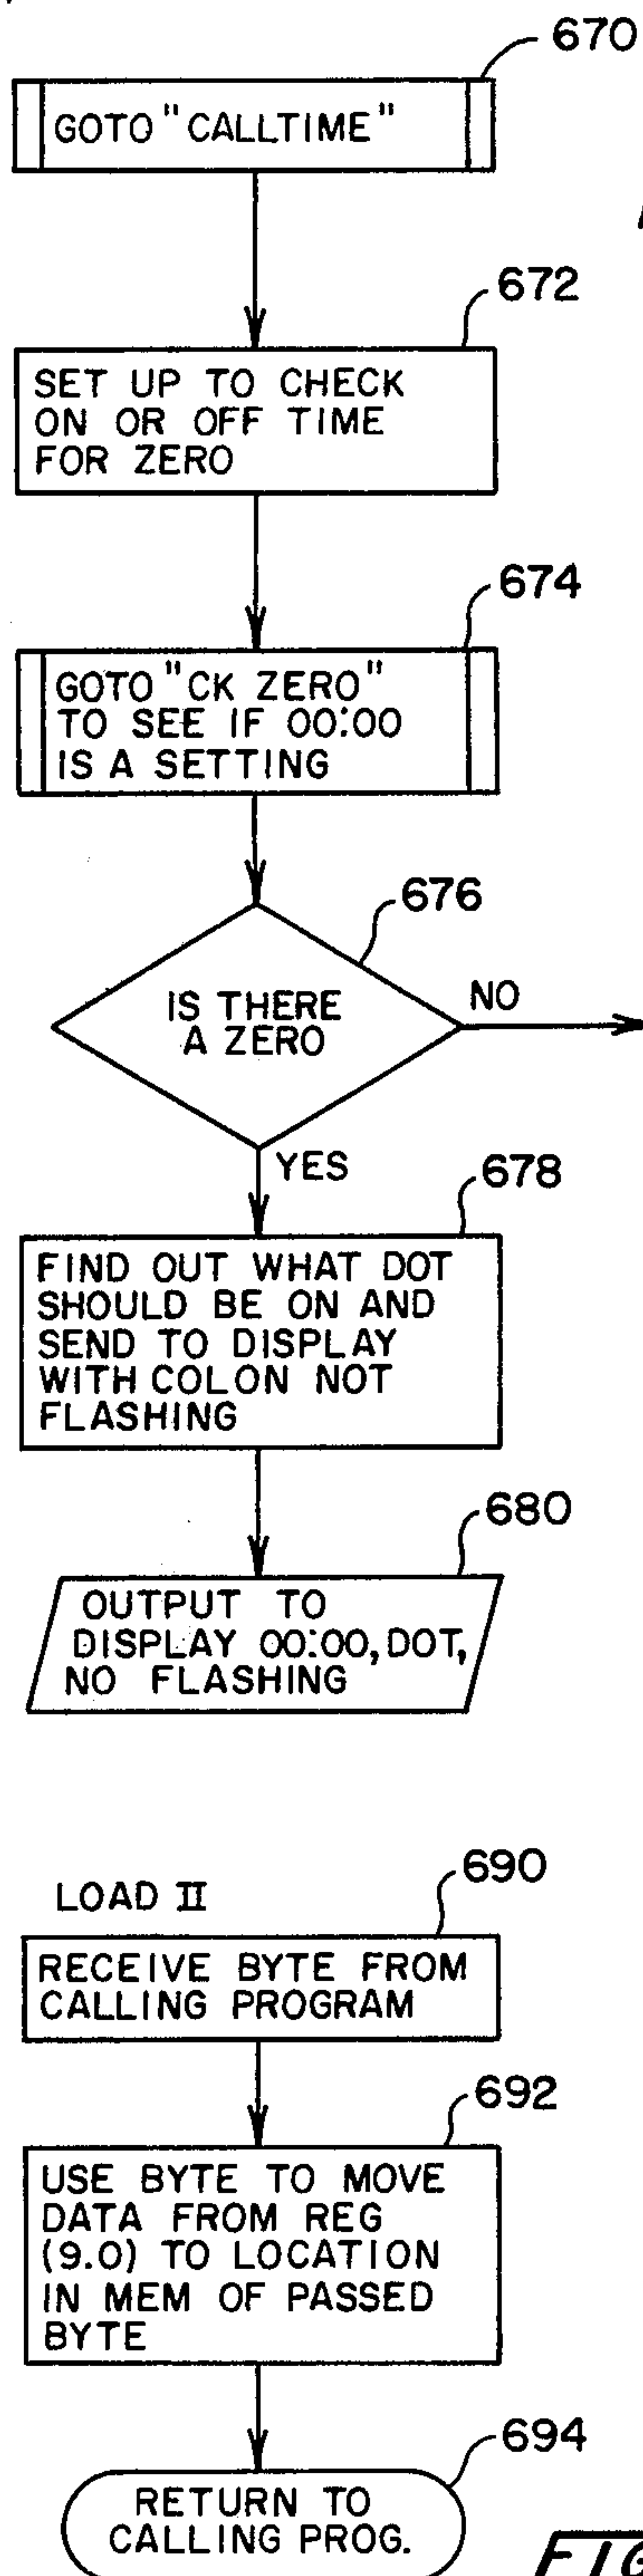 670
GOTO "CALLTIME"
672
SET UP TO CHECK
ON OR OFF TIME
FOR ZERO
674
GOTO "CK ZERO"
TO SEE IF 00:00
IS A SETTING
676
IS THERE
A ZERO
NO
YES
678
FIND OUT WHAT DOT
SHOULD BE ON AND
SEND TO DISPLAY
WITH COLON NOT
FLASHING
680
OUTPUT TO
DISPLAY 00:00, DOT,
NO FLASHING
LOAD II
690
RECEIVE BYTE FROM
CALLING PROGRAM
692
USE BYTE TO MOVE
DATA FROM REG
(9.0) TO LOCATION
IN MEM OF PASSED
BYTE
694
RETURN TO
CALLING PROG.